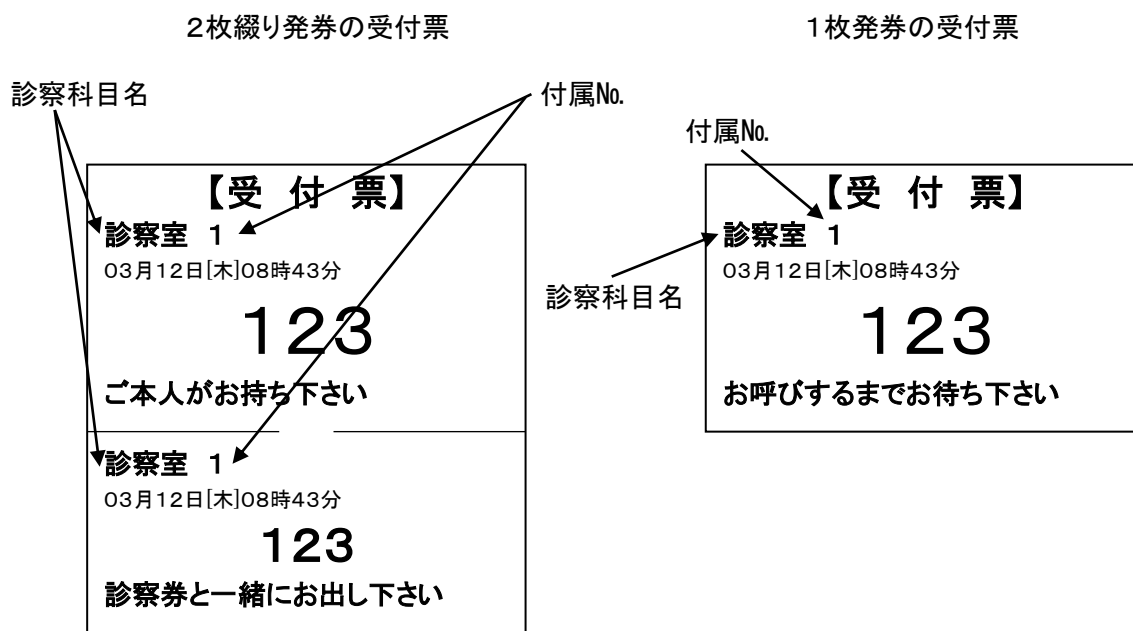 2枚綴り発券の受付票
診察科目名
付属№.
【受　付　票】
診察室　1
03月12日[木]08時43分
123
ご本人がお持ち下さい
診察室　1
03月12日[木]08時43分
123
診察券と一緒にお出し下さい
1枚発券の受付票
付属№.
診察科目名
【受　付　票】
診察室　1
03月12日[木]08時43分
123
お呼びするまでお待ち下さい